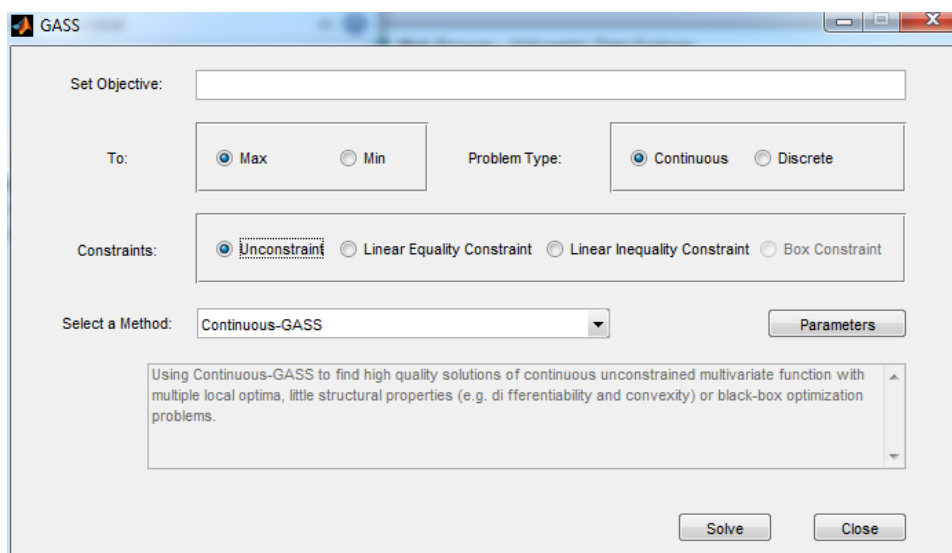 GASS
Set Objective:
To:
Max
Min
Problem Type:
Continuous
Discrete
Constraints:
Unconstraint
Linear Equality Constraint
Linear Inequality Constraint
Box Constraint
Select a Method:
Continuous-GASS
Parameters
Using Continuous-GASS to find high quality solutions of continuous unconstrained multivariate function with
multiple local optima, little structural properties (e.g. di fferentiability and convexity) or black-box optimization
problems.
Solve
Close